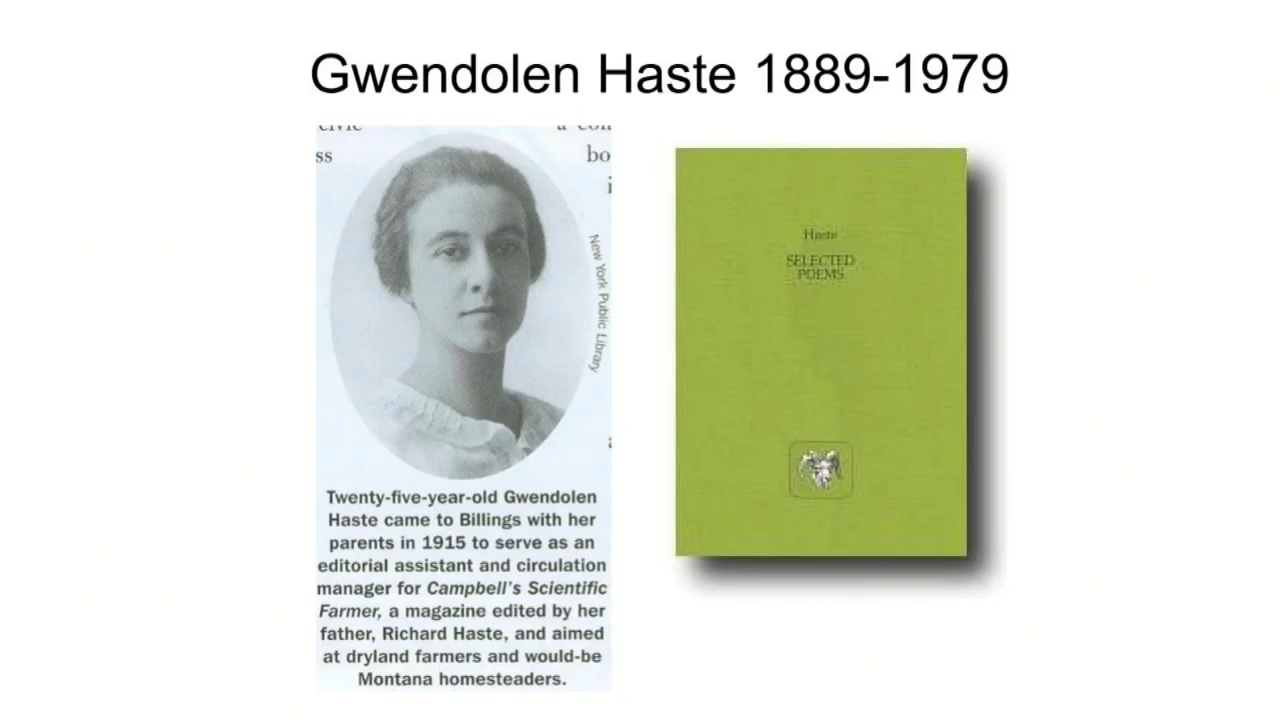 Gwendolen Haste 1889-1979
civic
a con
ss
bo
i
New York Public Library
Twenty-five-year-old Gwendolen
Haste came to Billings with her
parents in 1915 to serve as an
editorial assistant and circulation
manager for Campbell's Scientific
Farmer, a magazine edited by her
father, Richard Haste, and aimed
at dryland farmers and would-be
Montana homesteaders.
Haste
SELECTED
POEMS